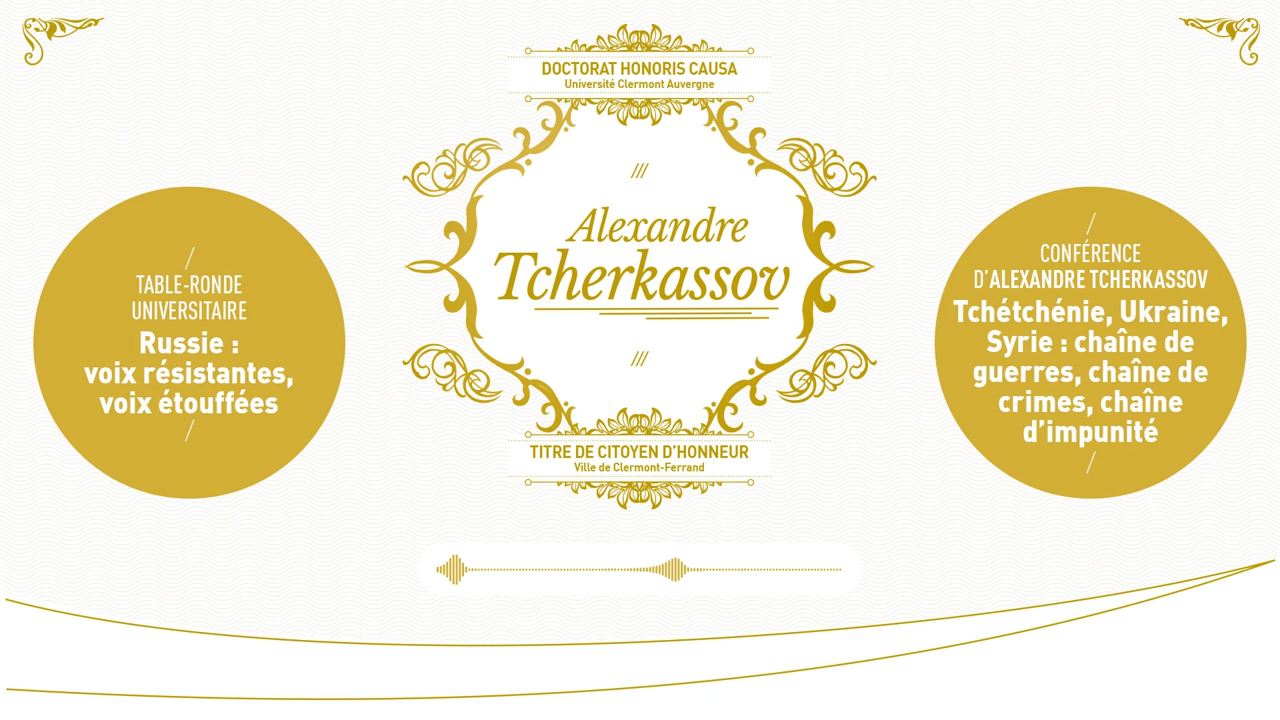 DOCTORAT HONORIS CAUSA
Université Clermont Auvergne
///
Alexandre
Tcherkassov
///
TITRE DE CITOYEN D'HONNEUR
Ville de Clermont-Ferrand
/
TABLE-RONDE
UNIVERSITAIRE
Russie :
voix résistantes,
voix étouffées
/
/
CONFÉRENCE
D'ALEXANDRE TCHERKASSOV
Tchétchénie, Ukraine,
Syrie : chaîne de
guerres, chaîne de
crimes, chaîne
d'impunité
/